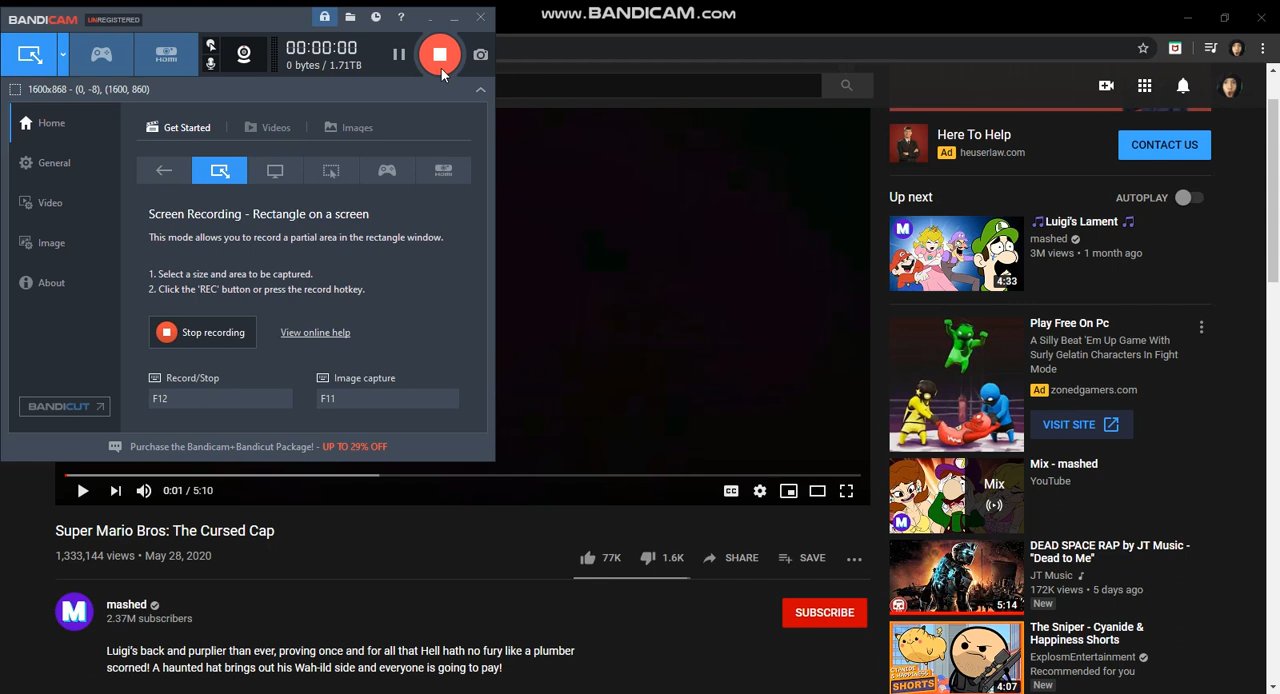 www.BANDICAM.com
BANDICAM UNREGISTERED
00:00:00
0 bytes / 1.71TB
HDMI
1600x868 - (0, -8), (1600, 860)
Home
General
Video
Image
About
BANDICUT
Get Started
Videos
Images
Screen Recording - Rectangle on a screen
This mode allows you to record a partial area in the rectangle window.
1. Select a size and area to be captured.
2. Click the 'REC' button or press the record hotkey.
Stop recording
View online help
Record/Stop
Image capture
F12
F11
Purchase the Bandicam+Bandicut Package! - UP TO 29% OFF
0:01 / 5:10
CC
Super Mario Bros: The Cursed Cap
1,333,144 views • May 28, 2020
77K
1.6K
SHARE
SAVE
M
mashed
2.37M subscribers
SUBSCRIBE
Luigi's back and purplier than ever, proving once and for all that Hell hath no fury like a plumber
scorned! A haunted hat brings out his Wah-ild side and everyone is going to pay!
Here To Help
Ad heuserlaw.com
CONTACT US
Up next
AUTOPLAY
M
4:33
🎵Luigi's Lament 🎵
mashed
3M views • 1 month ago
Play Free On Pc
A Silly Beat 'Em Up Game With
Surly Gelatin Characters In Fight
Mode
Ad zonedgamers.com
VISIT SITE
M
Mix
Mix - mashed
YouTube
5:14
DEAD SPACE RAP by JT Music -
"Dead to Me"
JT Music
172K views • 5 days ago
New
SHORTS
4:07
The Sniper - Cyanide &
Happiness Shorts
ExplosmEntertainment
Recommended for you
New